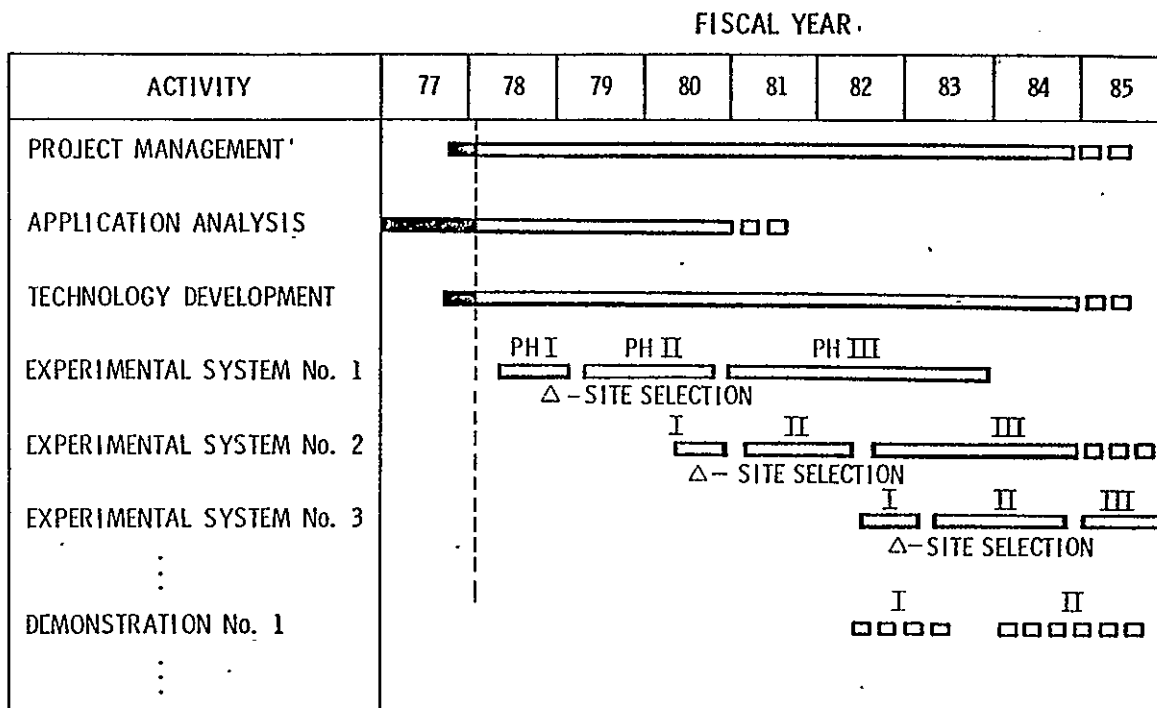 FISCAL YEAR.
ACTIVITY 77 78 79 80 81 82 83 84 85
PROJECT MANAGEMENT'
APPLICATION ANALYSIS
TECHNOLOGY DEVELOPMENT
PH I PH II PH III
EXPERIMENTAL SYSTEM No. 1
△ - SITE SELECTION
I II III
EXPERIMENTAL SYSTEM No. 2
△ - SITE SELECTION
I II III
EXPERIMENTAL SYSTEM No. 3
△ - SITE SELECTION
I II
DEMONSTRATION No. 1